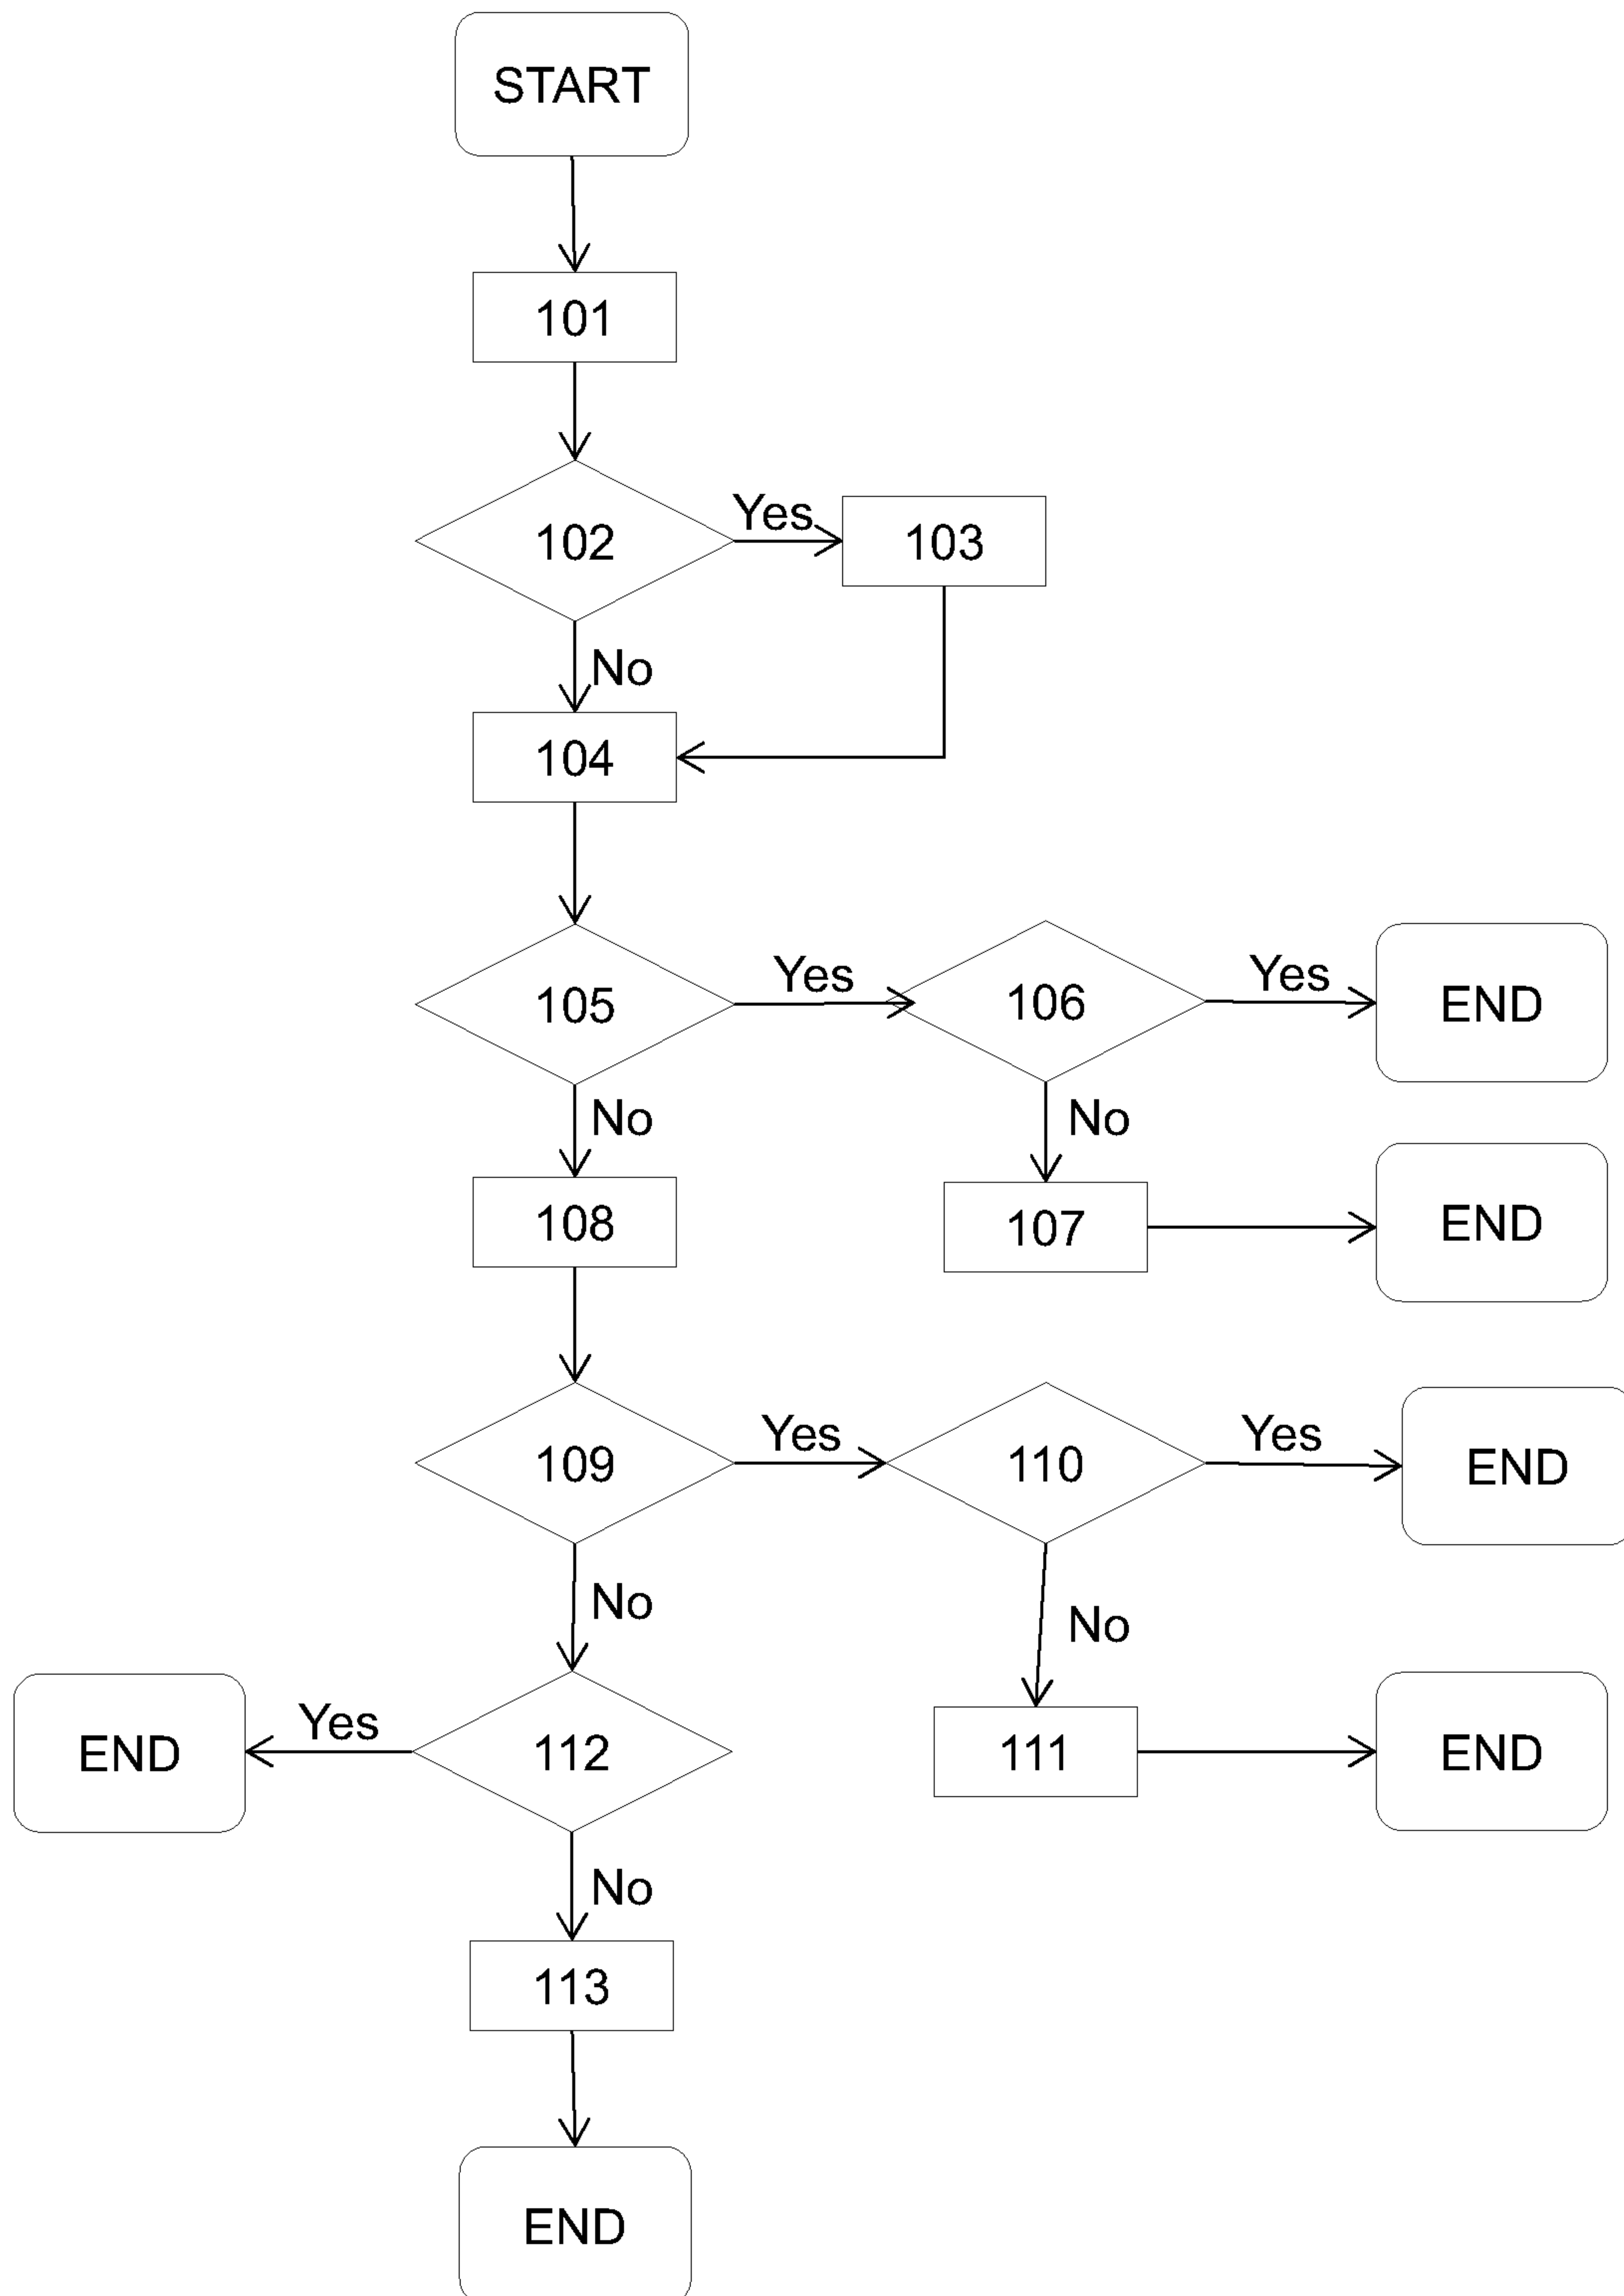 START
101
102
Yes
103
No
104
105
Yes
106
Yes
END
No
No
108
107
END
109
Yes
110
Yes
END
No
No
END
Yes
112
111
END
No
113
END